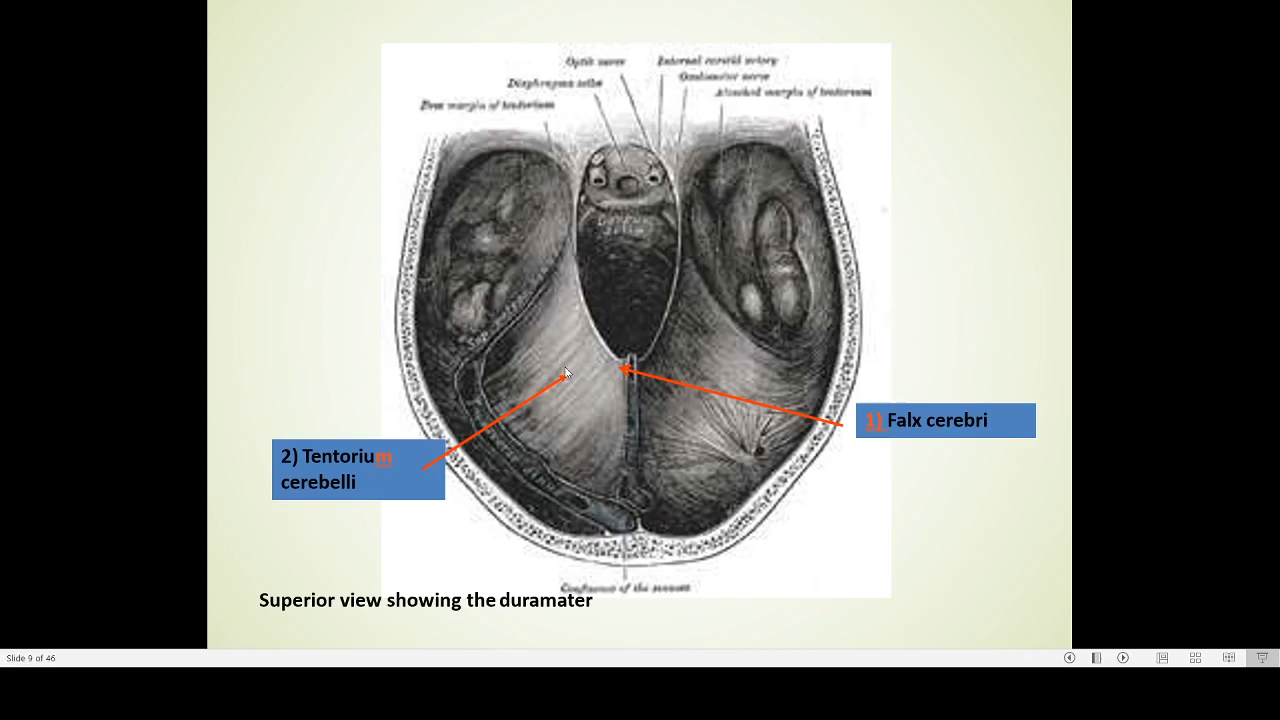 Optic nerve
Internal carotid artery
Diaphragma sellæ
Oculomotor nerve
Free margin of tentorium
Attached margin of tentorium
1) Falx cerebri
2) Tentorium
cerebelli
Confluence of the sinuses
Superior view showing the duramater
Slide 9 of 46